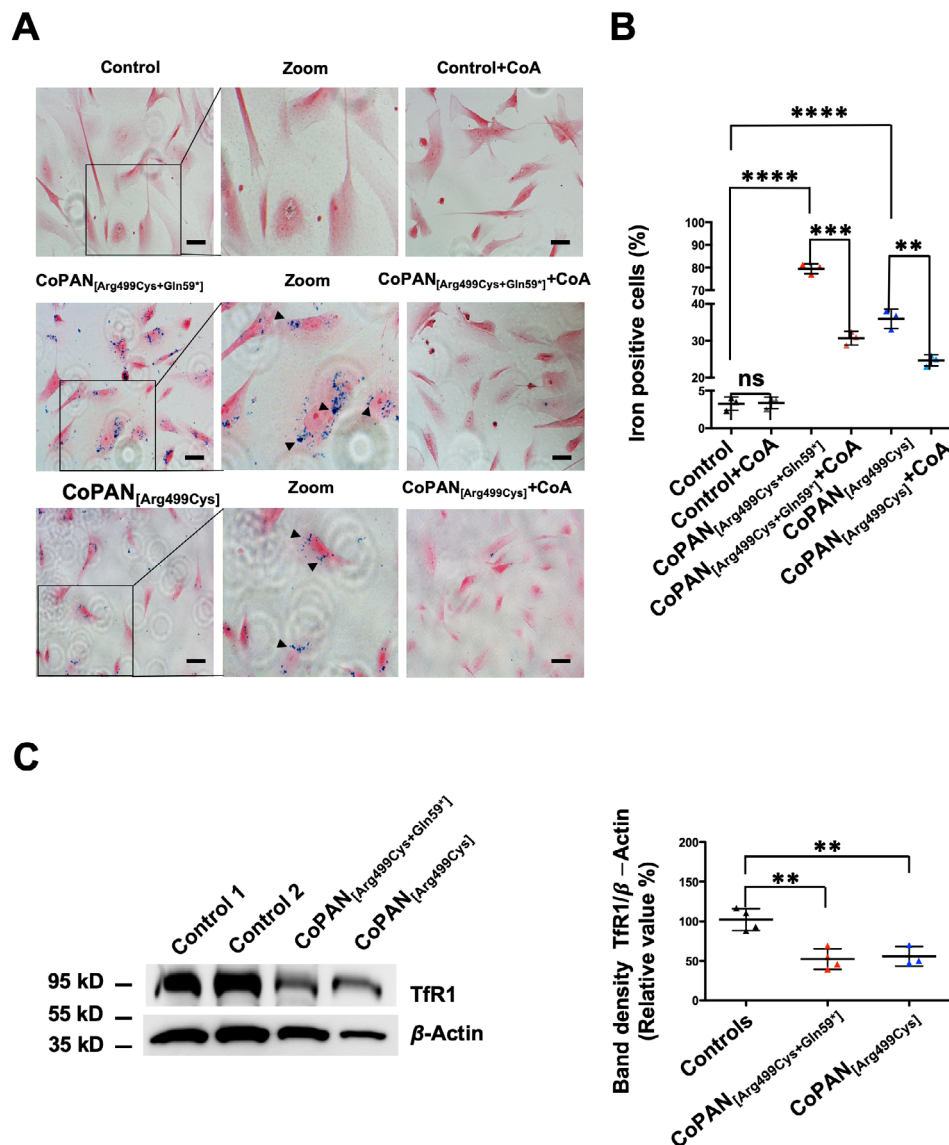 A
Control
Zoom
Control+CoA
CoPAN[Arg499Cys+Gln59*]
Zoom
CoPAN[Arg499Cys+Gln59*]+CoA
CoPAN[Arg499Cys]
Zoom
CoPAN[Arg499Cys]+CoA
B
Iron positive cells (%)
100
90
80
70
40
30
20
5
0
****
****
***
**
ns
Control
Control+CoA
CoPAN[Arg499Cys+Gln59*]
CoPAN[Arg499Cys+Gln59*]+CoA
CoPAN[Arg499Cys]
CoPAN[Arg499Cys]+CoA
C
Control 1
Control 2
CoPAN[Arg499Cys+Gln59*]
CoPAN[Arg499Cys]
95 kD
55 kD
35 kD
TfR1
β-Actin
Band density TfR1/β –Actin
(Relative value %)
200
150
100
50
0
**
**
Controls
CoPAN[Arg499Cys+Gln59*]
CoPAN[Arg499Cys]